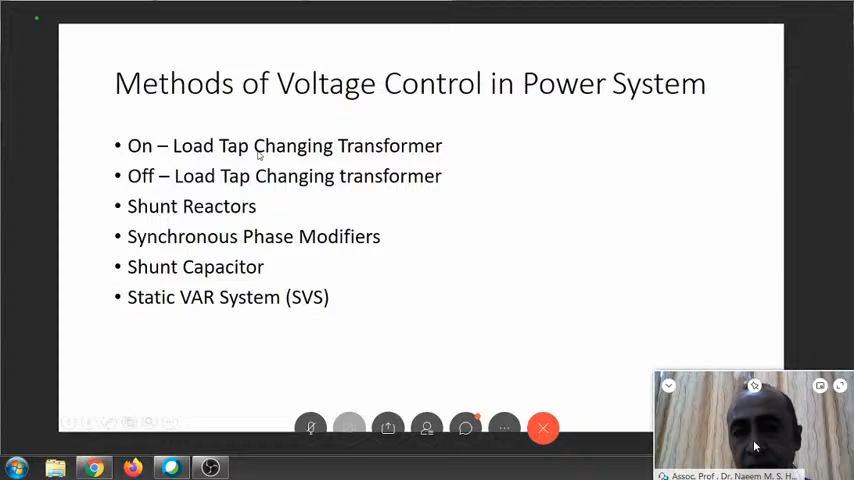 Methods of Voltage Control in Power System
• On – Load Tap Changing Transformer
• Off – Load Tap Changing transformer
• Shunt Reactors
• Synchronous Phase Modifiers
• Shunt Capacitor
• Static VAR System (SVS)
Assoc. Prof . Dr. Naeem M. S. H...